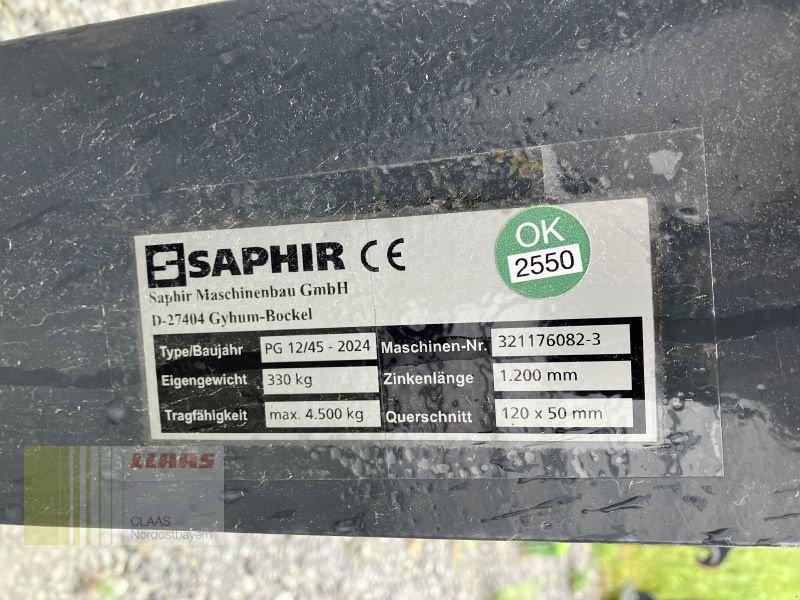 SAPHIR CE
Saphir Maschinenbau GmbH
D-27404 Gyhum-Bockel
OK
2550
Type/Baujahr PG 12/45 - 2024 Maschinen-Nr. 321176082-3
Eigengewicht 330 kg Zinkenlänge 1.200 mm
Tragfähigkeit max. 4.500 kg Querschnitt 120 x 50 mm
CLAAS
CLAAS
Nordostbayern